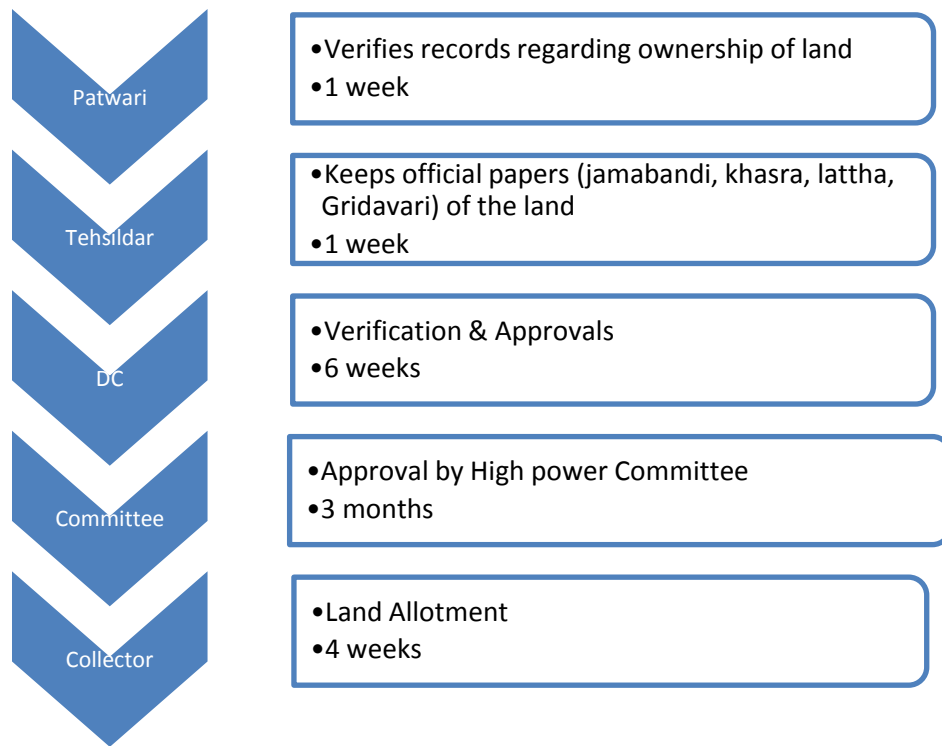 Patwari
•Verifies records regarding ownership of land
•1 week
Tehsildar
•Keeps official papers (jamabandi, khasra, lattha,
Gridavari) of the land
•1 week
DC
•Verification & Approvals
•6 weeks
Committee
•Approval by High power Committee
•3 months
Collector
•Land Allotment
•4 weeks